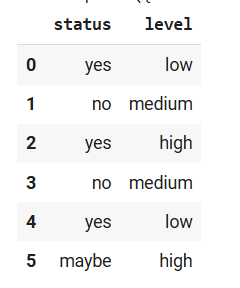 status level
0 yes low
1 no medium
2 yes high
3 no medium
4 yes low
5 maybe high